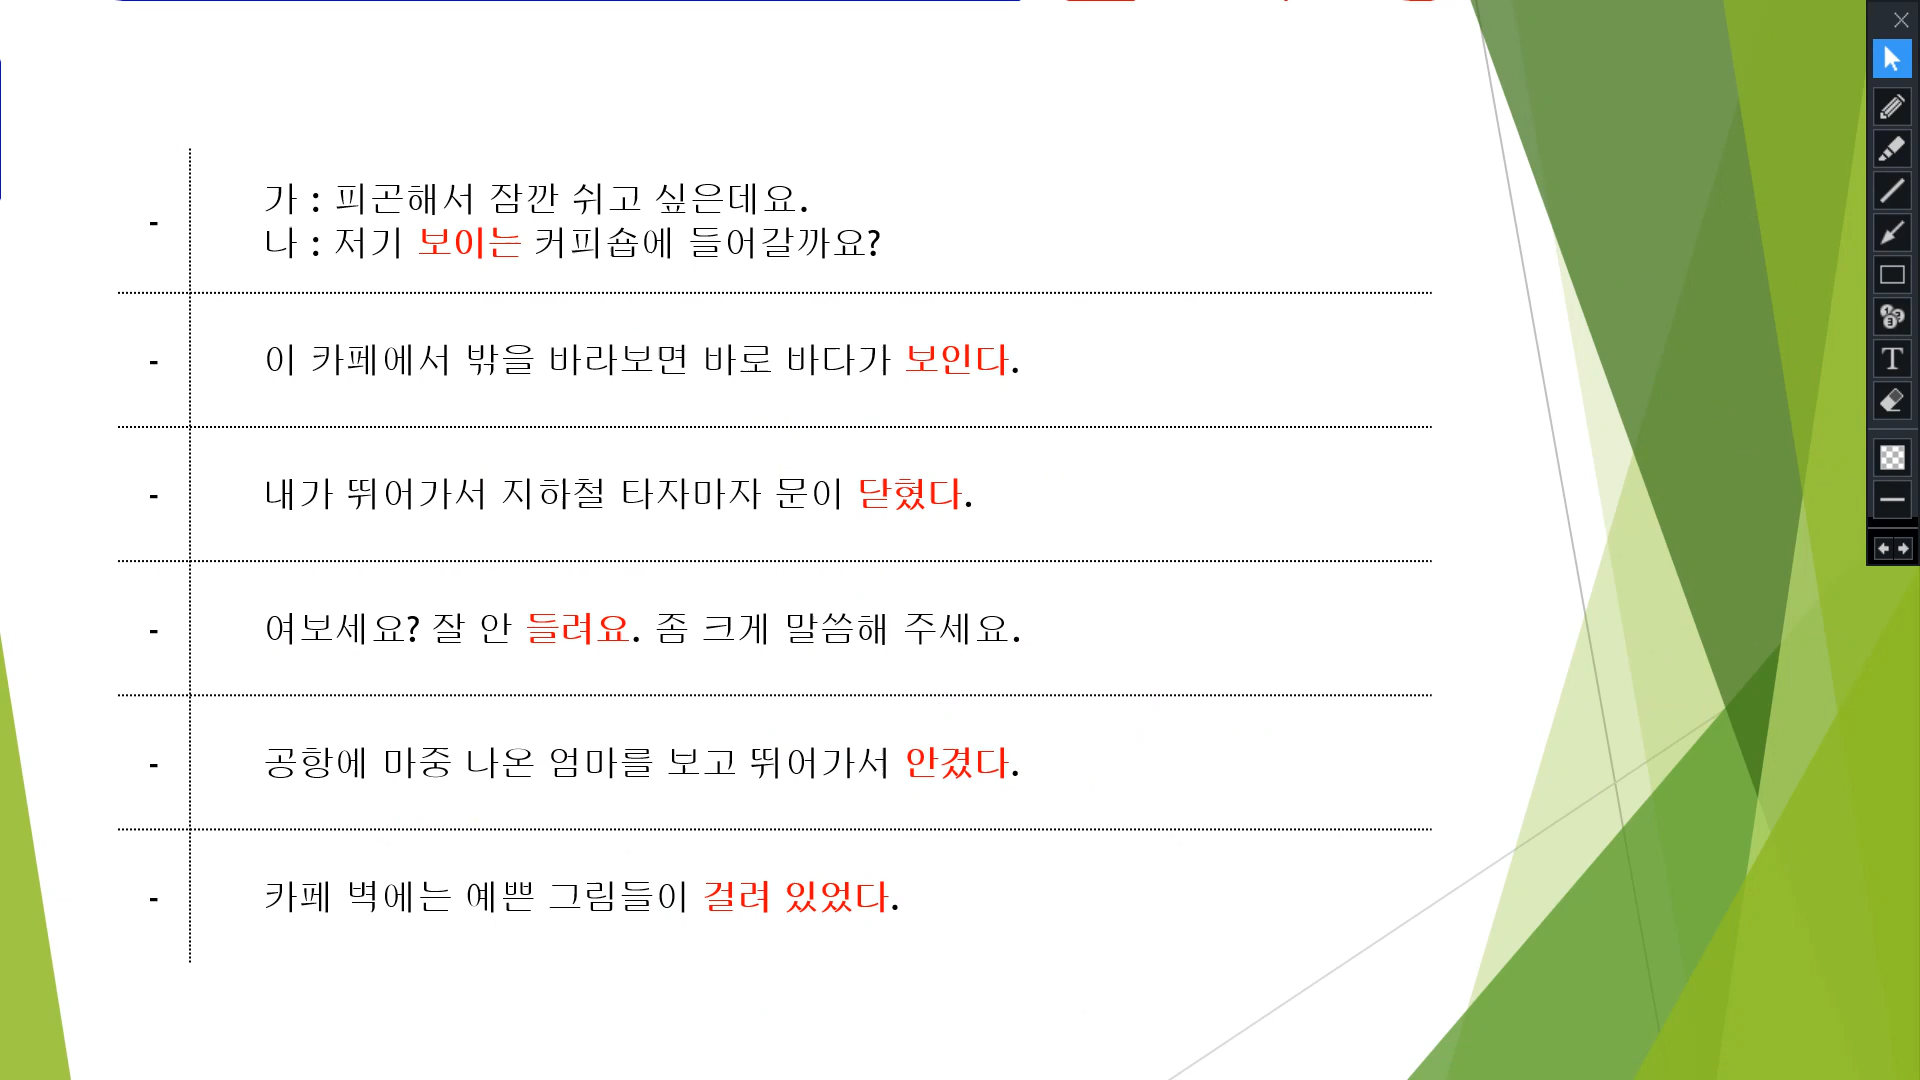 - 가 : 피곤해서 잠깐 쉬고 싶은데요.
나 : 저기 보이는 커피숍에 들어갈까요?
- 이 카페에서 밖을 바라보면 바로 바다가 보인다.
- 내가 뛰어가서 지하철 타자마자 문이 닫혔다.
- 여보세요? 잘 안 들려요. 좀 크게 말씀해 주세요.
- 공항에 마중 나온 엄마를 보고 뛰어가서 안겼다.
- 카페 벽에는 예쁜 그림들이 걸려 있었다.